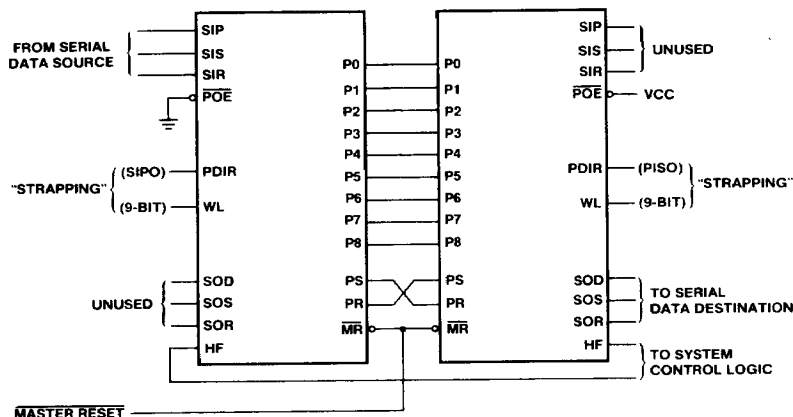 FROM SERIAL
DATA SOURCE
SIP
SIS
SIR
POE
"STRAPPING"
(SIPO)
PDIR
(9-BIT)
WL
UNUSED
SOD
SOS
SOR
HF
MASTER RESET
P0
P1
P2
P3
P4
P5
P6
P7
P8
PS
PR
MR
P0
P1
P2
P3
P4
P5
P6
P7
P8
PS
PR
MR
SIP
SIS
SIR
UNUSED
POE
VCC
PDIR
(PISO)
WL
(9-BIT)
"STRAPPING"
SOD
SOS
SOR
TO SERIAL
DATA DESTINATION
HF
TO SYSTEM
CONTROL LOGIC